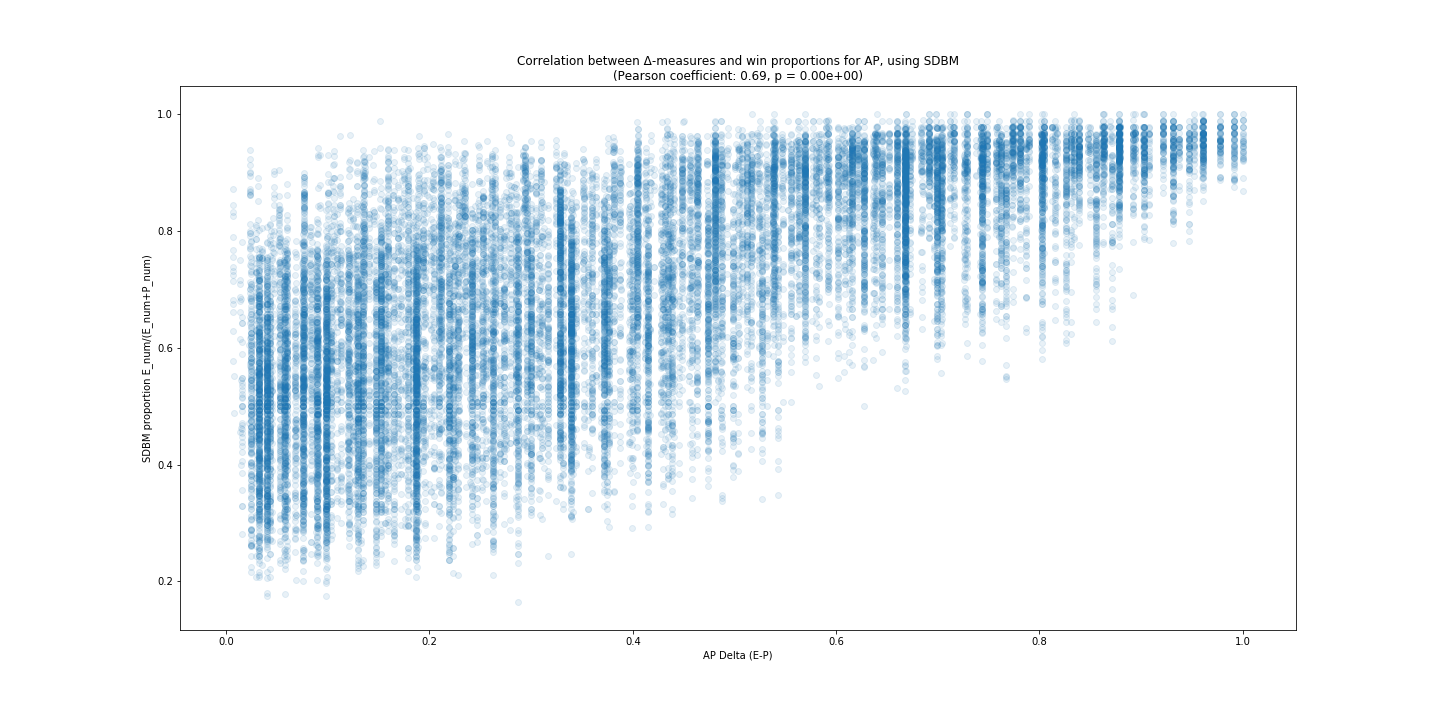 Correlation between Δ-measures and win proportions for AP, using SDBM
(Pearson coefficient: 0.69, p = 0.00e+00)
SDBM proportion E_num/(E_num+P_num)
1.0
0.8
0.6
0.4
0.2
0.0 0.2 0.4 0.6 0.8 1.0
AP Delta (E-P)